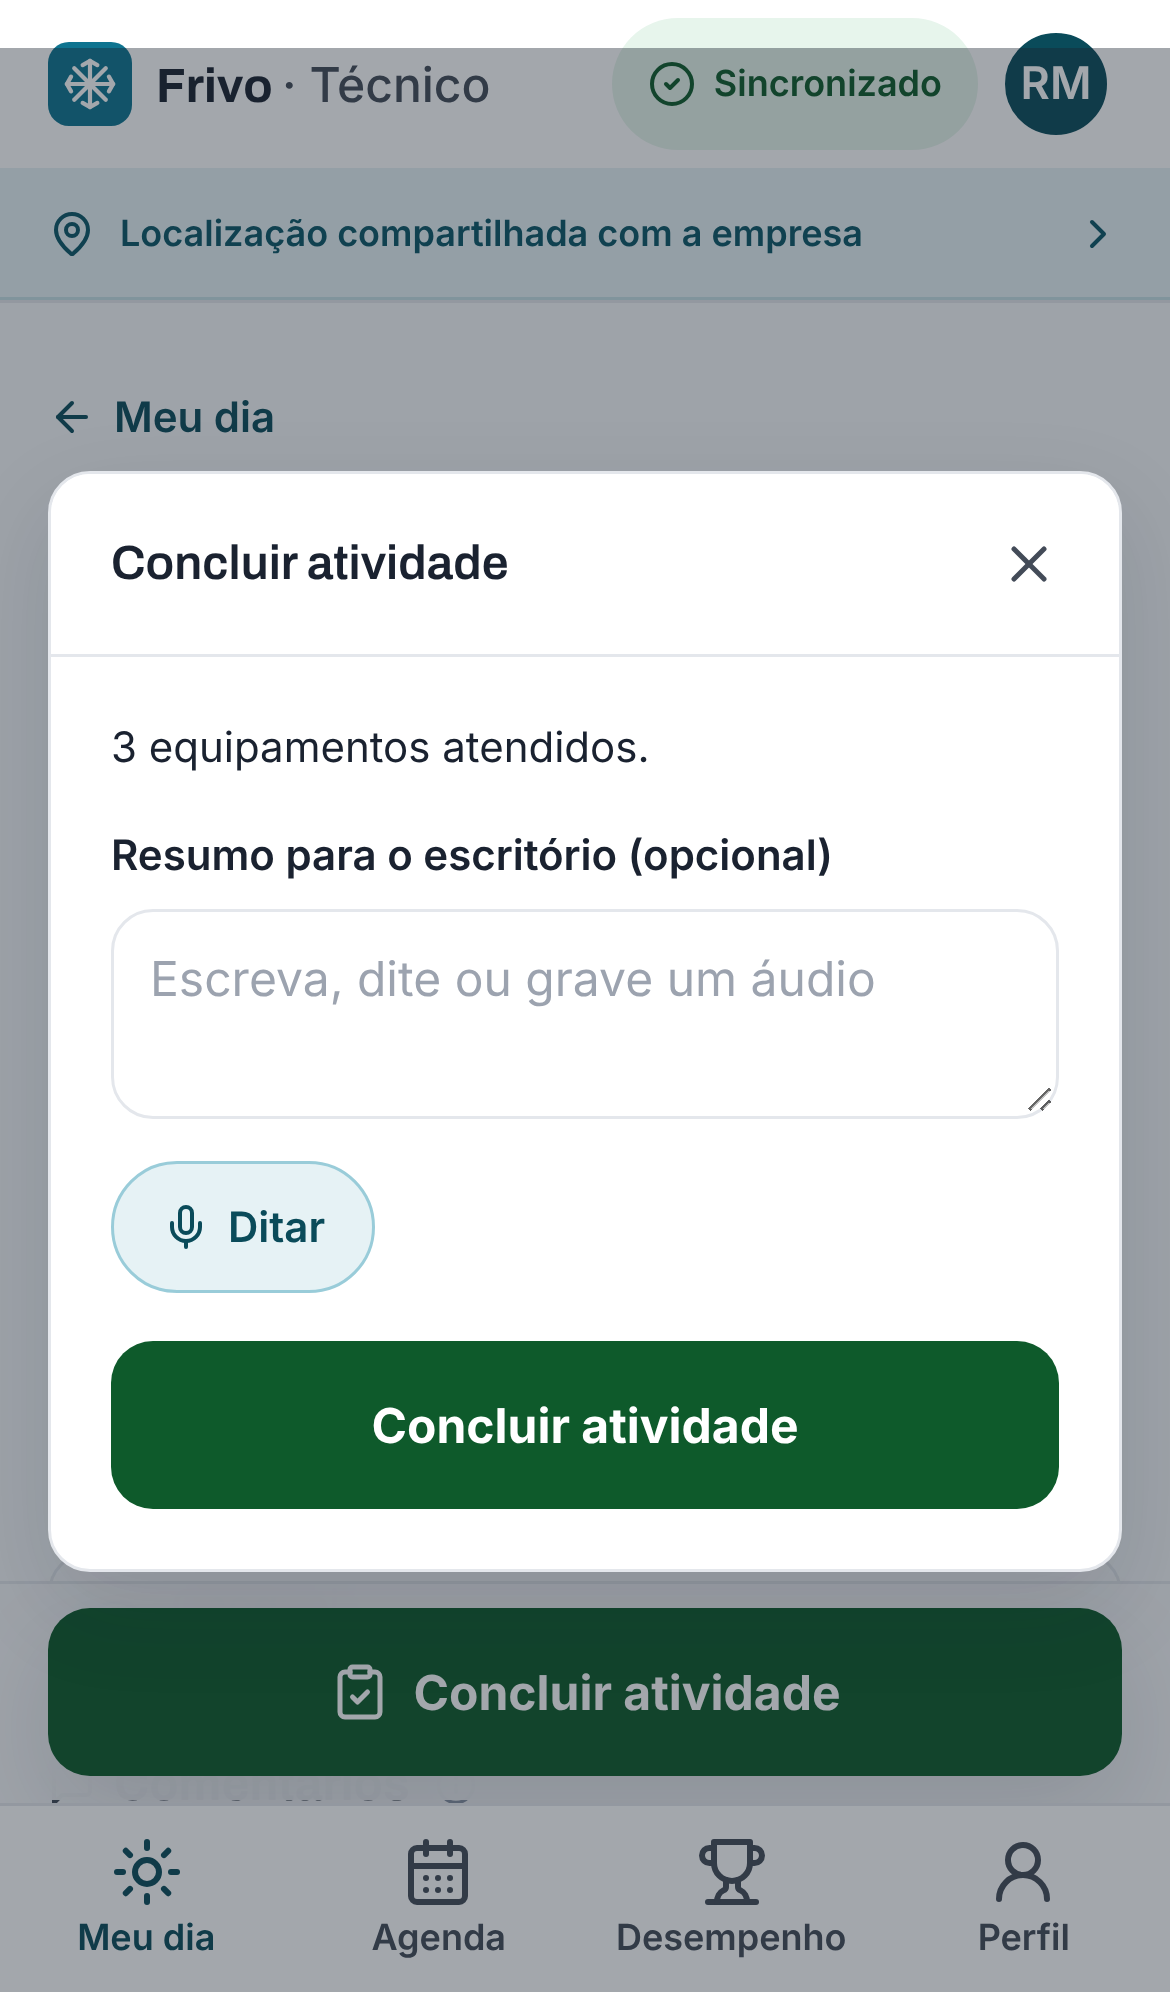 Frivo · Técnico
Sincronizado
RM
Localização compartilhada com a empresa
Meu dia
Concluir atividade
3 equipamentos atendidos.
Resumo para o escritório (opcional)
Escreva, dite ou grave um áudio
Ditar
Concluir atividade
Concluir atividade
Meu dia
Agenda
Desempenho
Perfil